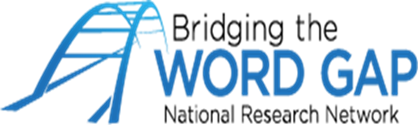 Bridging the
WORD GAP
National Research Network